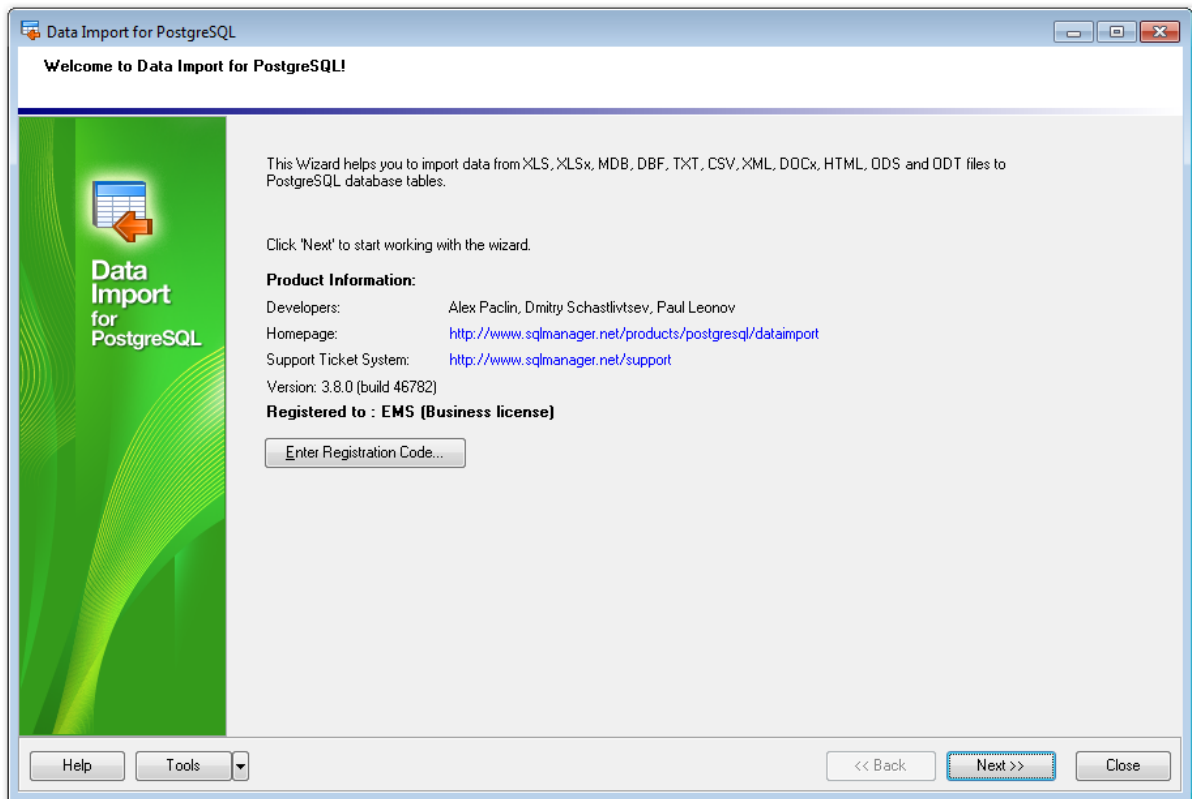 Data Import for PostgreSQL
Welcome to Data Import for PostgreSQL!
Data
Import
for
PostgreSQL
This Wizard helps you to import data from XLS, XLSx, MDB, DBF, TXT, CSV, XML, DOCx, HTML, ODS and ODT files to
PostgreSQL database tables.
Click 'Next' to start working with the wizard.
Product Information:
Developers: Alex Paclin, Dmitry Schastlivtsev, Paul Leonov
Homepage: http://www.sqlmanager.net/products/postgresql/dataimport
Support Ticket System: http://www.sqlmanager.net/support
Version: 3.8.0 (build 46782)
Registered to : EMS (Business license)
Enter Registration Code...
Help Tools << Back Next >> Close